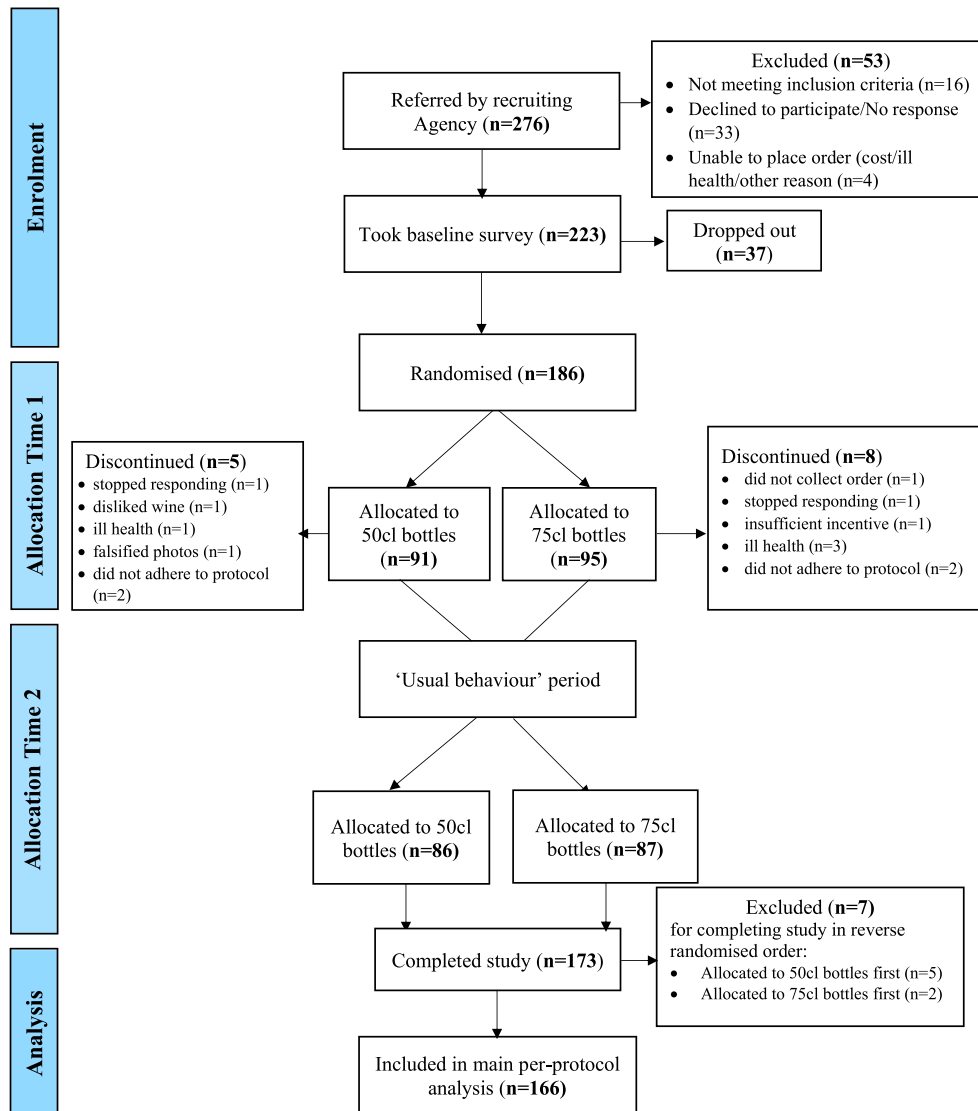 Enrolment
Referred by recruiting
Agency (n=276)
Excluded (n=53)
• Not meeting inclusion criteria (n=16)
• Declined to participate/No response
(n=33)
• Unable to place order (cost/ill
health/other reason (n=4)
Took baseline survey (n=223)
Dropped out
(n=37)
Randomised (n=186)
Allocation Time 1
Discontinued (n=5)
• stopped responding (n=1)
• disliked wine (n=1)
• ill health (n=1)
• falsified photos (n=1)
• did not adhere to protocol
(n=2)
Allocated to
50cl bottles
(n=91)
Allocated to
75cl bottles
(n=95)
Discontinued (n=8)
• did not collect order (n=1)
• stopped responding (n=1)
• insufficient incentive (n=1)
• ill health (n=3)
• did not adhere to protocol (n=2)
Allocation Time 2
‘Usual behaviour’ period
Allocated to 50cl
bottles (n=86)
Allocated to 75cl
bottles (n=87)
Analysis
Completed study (n=173)
Excluded (n=7)
for completing study in reverse
randomised order:
• Allocated to 50cl bottles first (n=5)
• Allocated to 75cl bottles first (n=2)
Included in main per-protocol
analysis (n=166)